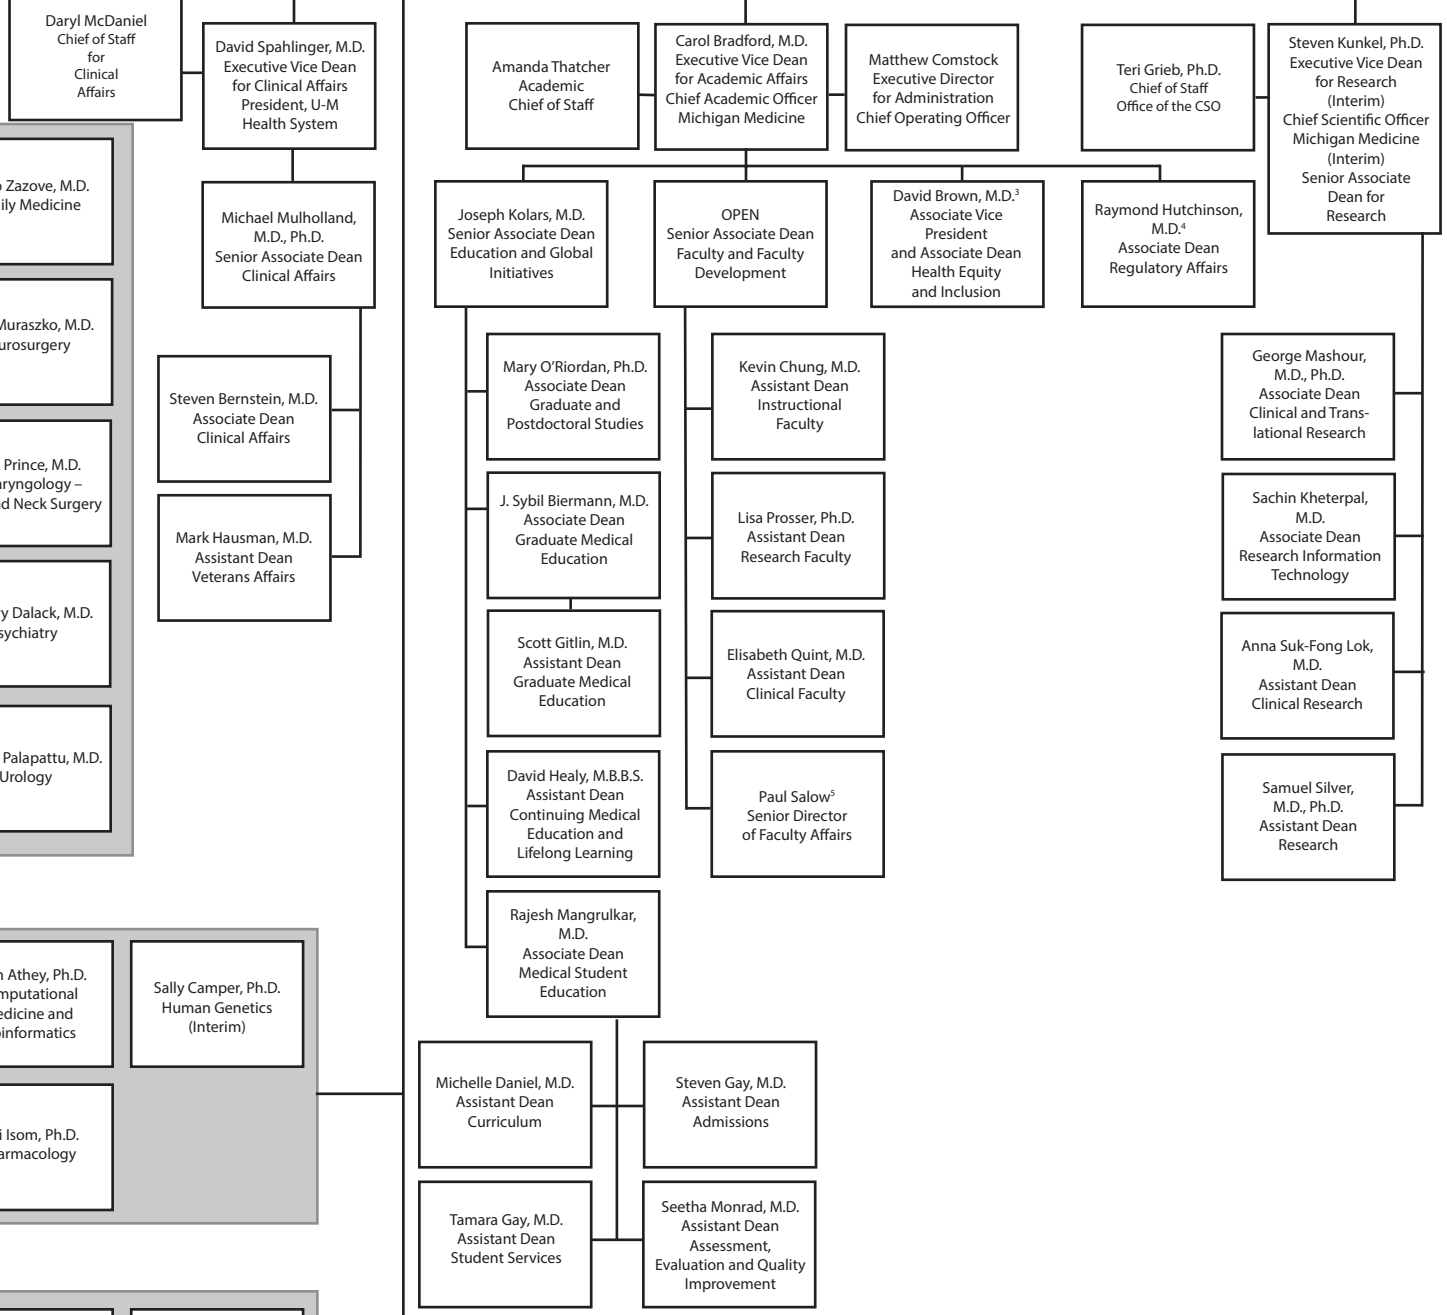 Daryl McDaniel
Chief of Staff
for
Clinical
Affairs
David Spahlinger, M.D.
Executive Vice Dean
for Clinical Affairs
President, U-M
Health System
Amanda Thatcher
Academic
Chief of Staff
Carol Bradford, M.D.
Executive Vice Dean
for Academic Affairs
Chief Academic Officer
Michigan Medicine
Matthew Comstock
Executive Director
for Administration
Chief Operating Officer
Teri Grieb, Ph.D.
Chief of Staff
Office of the CSO
Steven Kunkel, Ph.D.
Executive Vice Dean
for Research
(Interim)
Chief Scientific Officer
Michigan Medicine
(Interim)
Senior Associate
Dean for
Research
Zazove, M.D.
Medicine
Muraszko, M.D.
Prince, M.D.
Neck Surgery
Dalack, M.D.
Palapattu, M.D.
Urology
Michael Mulholland,
M.D., Ph.D.
Senior Associate Dean
Clinical Affairs
Steven Bernstein, M.D.
Associate Dean
Clinical Affairs
Mark Hausman, M.D.
Assistant Dean
Veterans Affairs
Joseph Kolars, M.D.
Senior Associate Dean
Education and Global
Initiatives
OPEN
Senior Associate Dean
Faculty and Faculty
Development
David Brown, M.D.³
Associate Vice
President
and Associate Dean
Health Equity
and Inclusion
Raymond Hutchinson,
M.D.⁴
Associate Dean
Regulatory Affairs
Mary O’Riordan, Ph.D.
Associate Dean
Graduate and
Postdoctoral Studies
J. Sybil Biermann, M.D.
Associate Dean
Graduate Medical
Education
Scott Gitlin, M.D.
Assistant Dean
Graduate Medical
Education
David Healy, M.B.B.S.
Assistant Dean
Continuing Medical
Education and
Lifelong Learning
Rajesh Mangrulkar,
M.D.
Associate Dean
Medical Student
Education
Kevin Chung, M.D.
Assistant Dean
Instructional
Faculty
Lisa Prosser, Ph.D.
Assistant Dean
Research Faculty
Elisabeth Quint, M.D.
Assistant Dean
Clinical Faculty
Paul Salow⁵
Senior Director
of Faculty Affairs
George Mashour,
M.D., Ph.D.
Associate Dean
Clinical and Trans-
lational Research
Sachin Kheterpal,
M.D.
Associate Dean
Research Information
Technology
Anna Suk-Fong Lok,
M.D.
Assistant Dean
Clinical Research
Samuel Silver,
M.D., Ph.D.
Assistant Dean
Research
Athey, Ph.D.
and
Sally Camper, Ph.D.
Human Genetics
(Interim)
Isom, Ph.D.
Michelle Daniel, M.D.
Assistant Dean
Curriculum
Steven Gay, M.D.
Assistant Dean
Admissions
Tamara Gay, M.D.
Assistant Dean
Student Services
Seetha Monrad, M.D.
Assistant Dean
Assessment,
Evaluation and Quality
Improvement